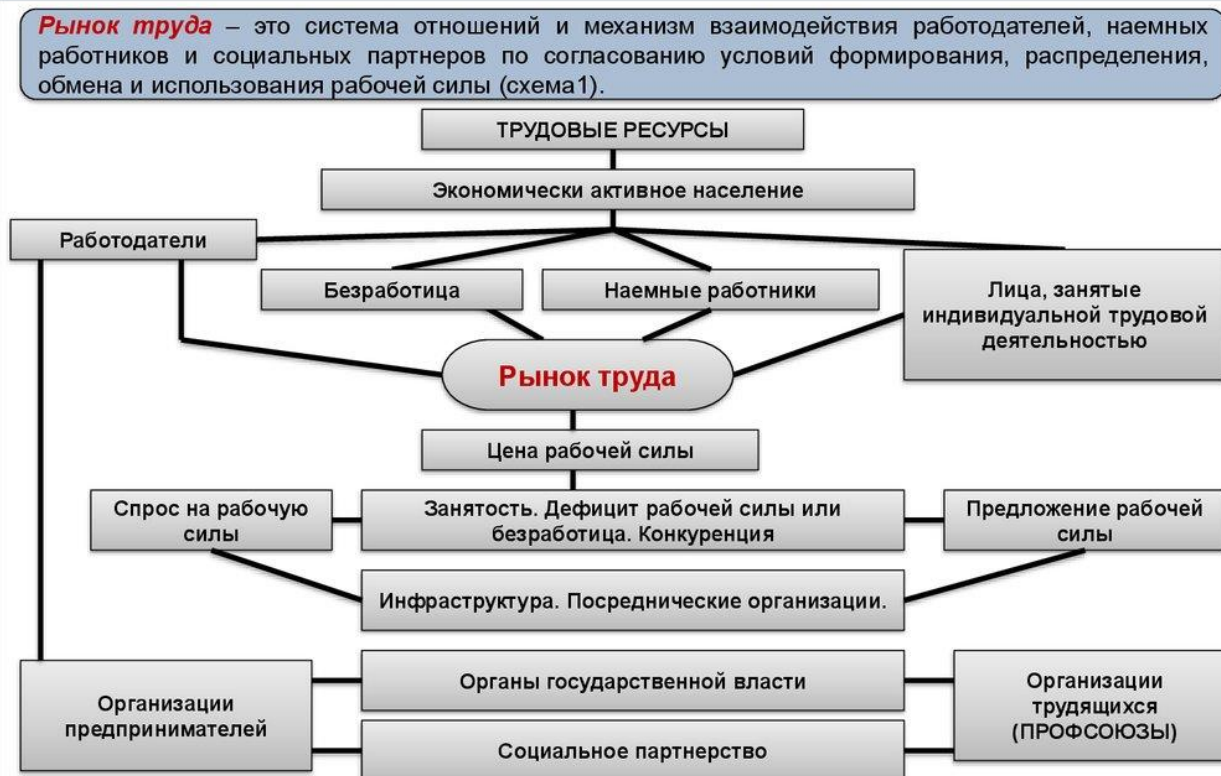 Рынок труда – это система отношений и механизм взаимодействия работодателей, наемных
работников и социальных партнеров по согласованию условий формирования, распределения,
обмена и использования рабочей силы (схема1).
ТРУДОВЫЕ РЕСУРСЫ
Экономически активное население
Работодатели
Безработица
Наемные работники
Лица, занятые
индивидуальной трудовой
деятельностью
Рынок труда
Цена рабочей силы
Спрос на рабочую
силы
Занятость. Дефицит рабочей силы или
безработица. Конкуренция
Предложение рабочей
силы
Инфраструктура. Посреднические организации.
Организации
предпринимателей
Органы государственной власти
Социальное партнерство
Организации
трудящихся
(ПРОФСОЮЗЫ)